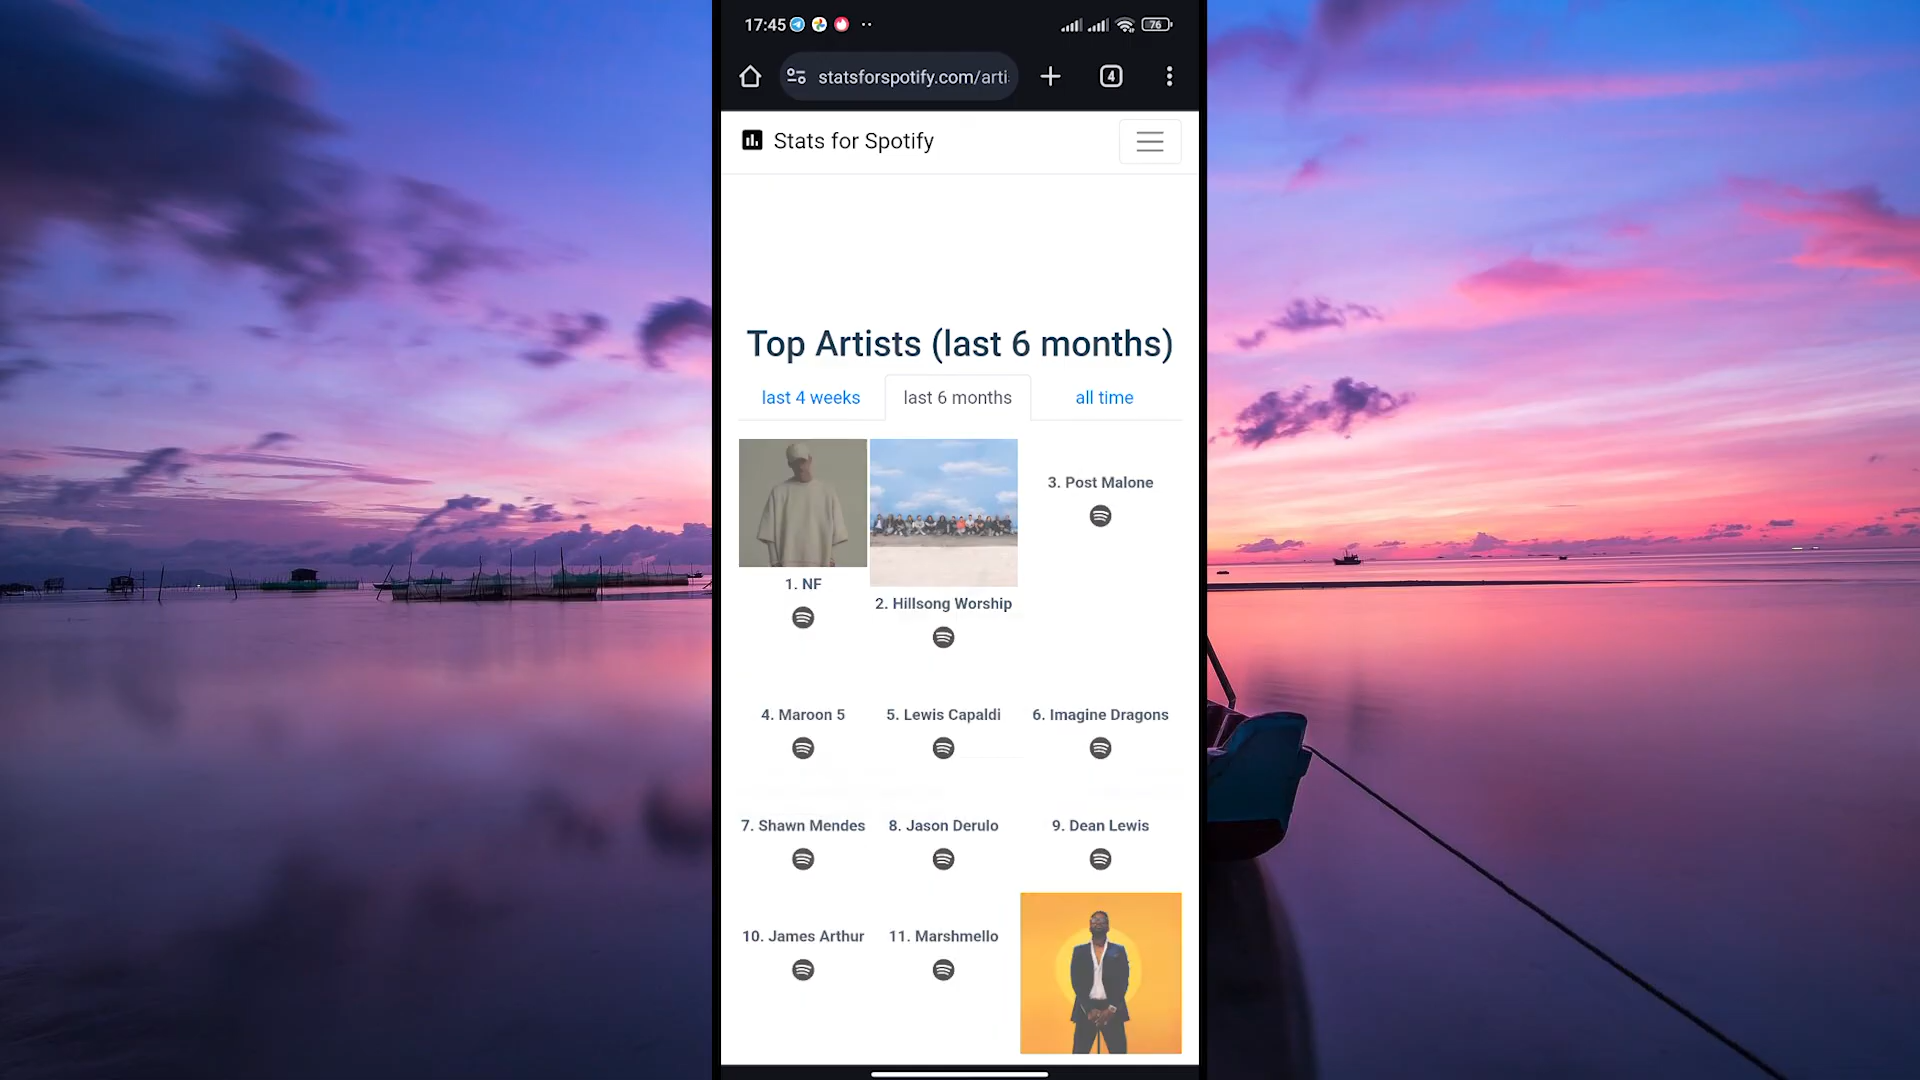 17:45
76
statsforspotify.com/arti
4
Stats for Spotify
Top Artists (last 6 months)
last 4 weeks
last 6 months
all time
1. NF
2. Hillsong Worship
3. Post Malone
4. Maroon 5
5. Lewis Capaldi
6. Imagine Dragons
7. Shawn Mendes
8. Jason Derulo
9. Dean Lewis
10. James Arthur
11. Marshmello